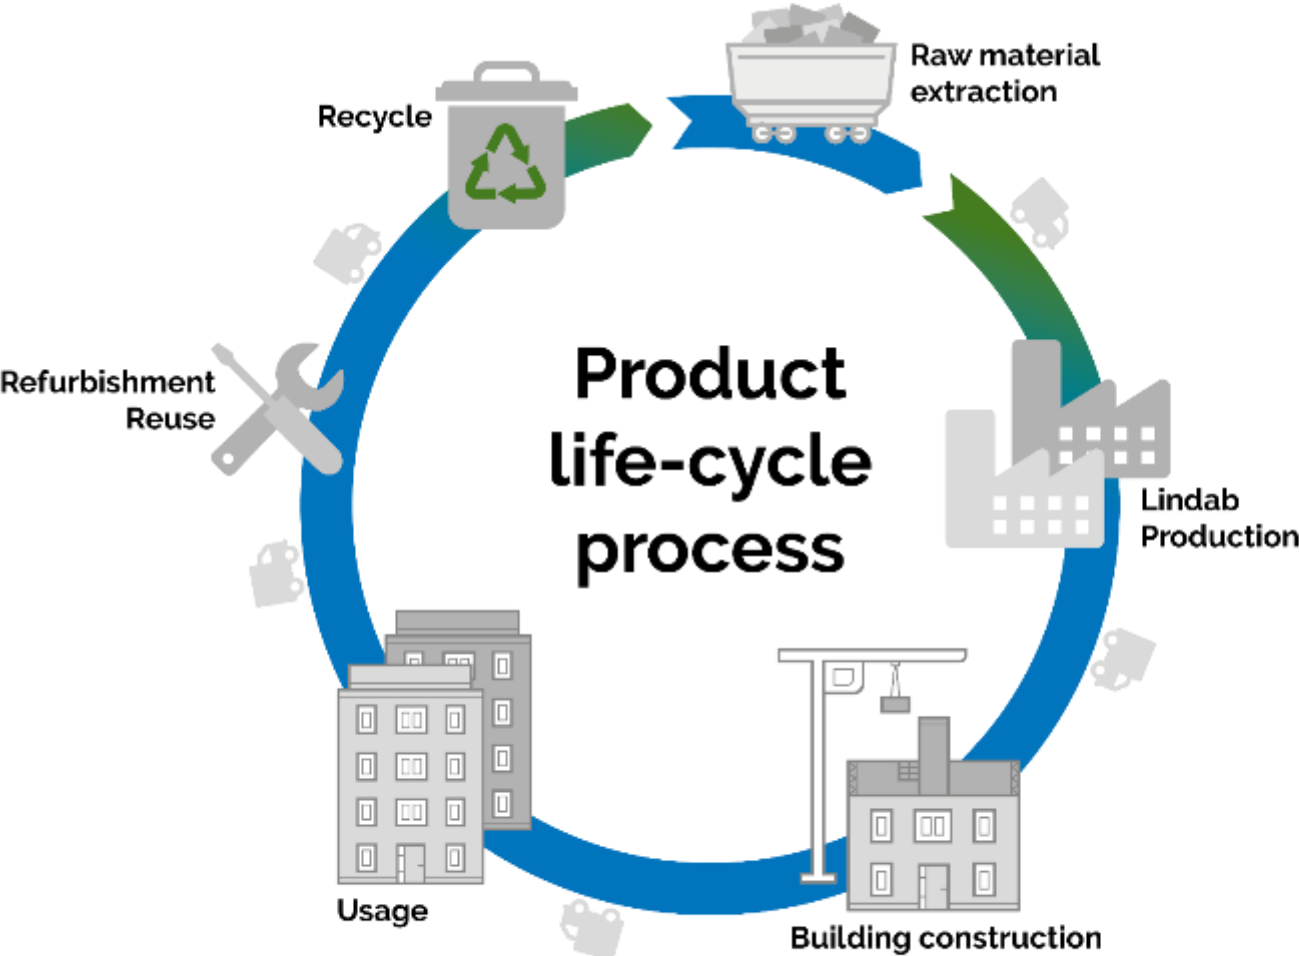 Raw material
extraction
Recycle
Refurbishment
Reuse
Product
life-cycle
process
Lindab
Production
Usage
Building construction